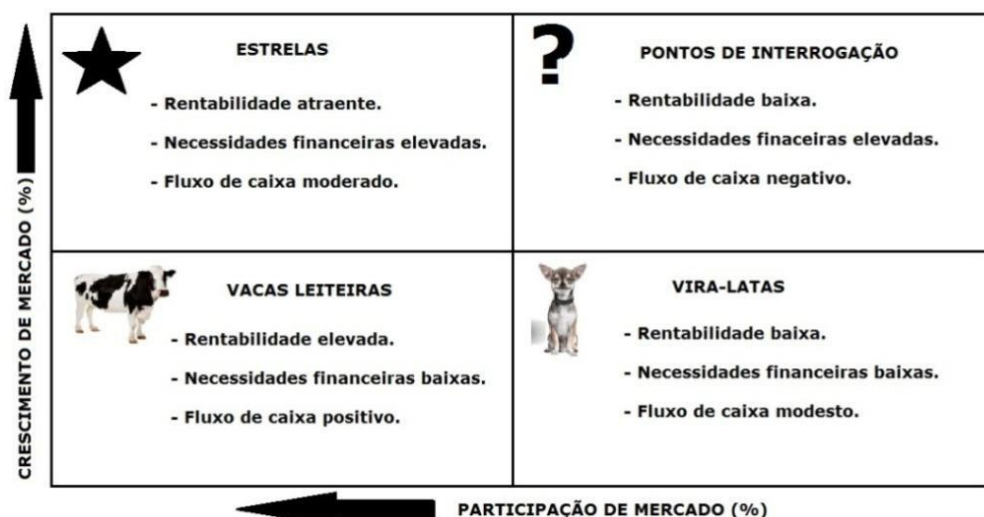 ESTRELAS
- Rentabilidade atraente.
- Necessidades financeiras elevadas.
- Fluxo de caixa moderado.
?
PONTOS DE INTERROGAÇÃO
- Rentabilidade baixa.
- Necessidades finaceiras elevadas.
- Fluxo de caixa negativo.
VACAS LEITEIRAS
- Rentabilidade elevada.
- Necessidades financeiras baixas.
- Fluxo de caixa positivo.
VIRA-LATAS
- Rentabilidade baixa.
- Necessidades financeiras baixas.
- Fluxo de caixa modesto.
CRESCIMENTO DE MERCADO (%)
PARTICIPAÇÃO DE MERCADO (%)